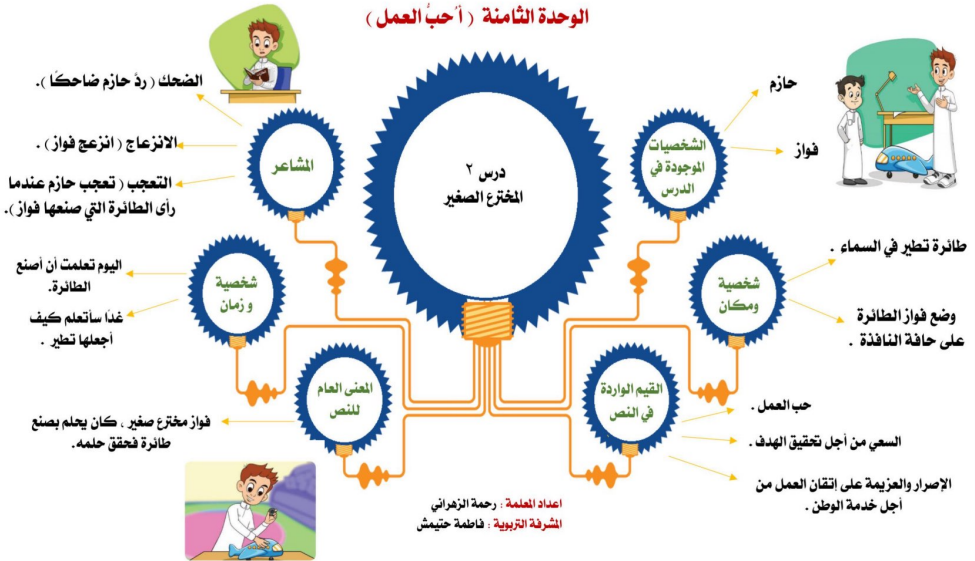 الوحدة الثامنة ( أحبُّ العمل )
درس ٢
المخترع الصغير
الشخصيات
الموجودة في
الدرس
حازم
فواز
شخصية
ومكان
طائرة تطير في السماء .
وضع فواز الطائرة
على حافة النافذة .
القيم الواردة
في النص
حب العمل .
السعي من أجل تحقيق الهدف .
الإصرار والعزيمة على إتقان العمل من
أجل خدمة الوطن .
المشاعر
الضحك ( ردَّ حازم ضاحكًا ) .
الانزعاج ( انزعج فواز ) .
التعجب ( تعجب حازم عندما
رأى الطائرة التي صنعها فواز ) .
شخصية
و زمان
اليوم تعلمت أن أصنع
الطائرة.
غدًا سأتعلم كيف
أجعلها تطير .
المعنى العام
للنص
فواز مخترع صغير ، كان يحلم بصنع
طائرة فحقق حلمه.
اعداد المعلمة : رحمة الزهراني
المشرفة التربوية : فاطمة حتيمش